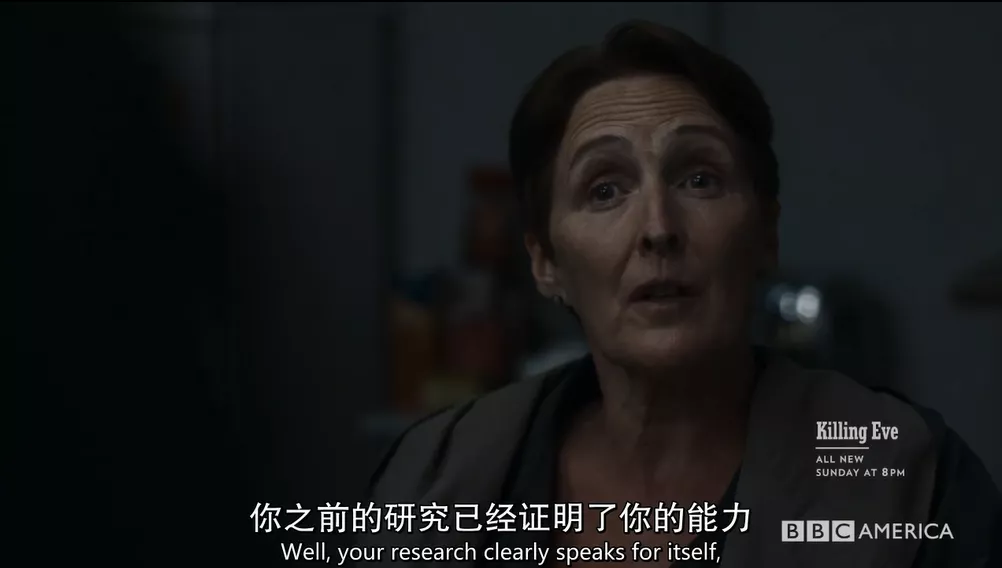 Killing Eve
ALL NEW
SUNDAY AT 8PM
你之前的研究已经证明了你的能力
BBC AMERICA
Well, your research clearly speaks for itself,